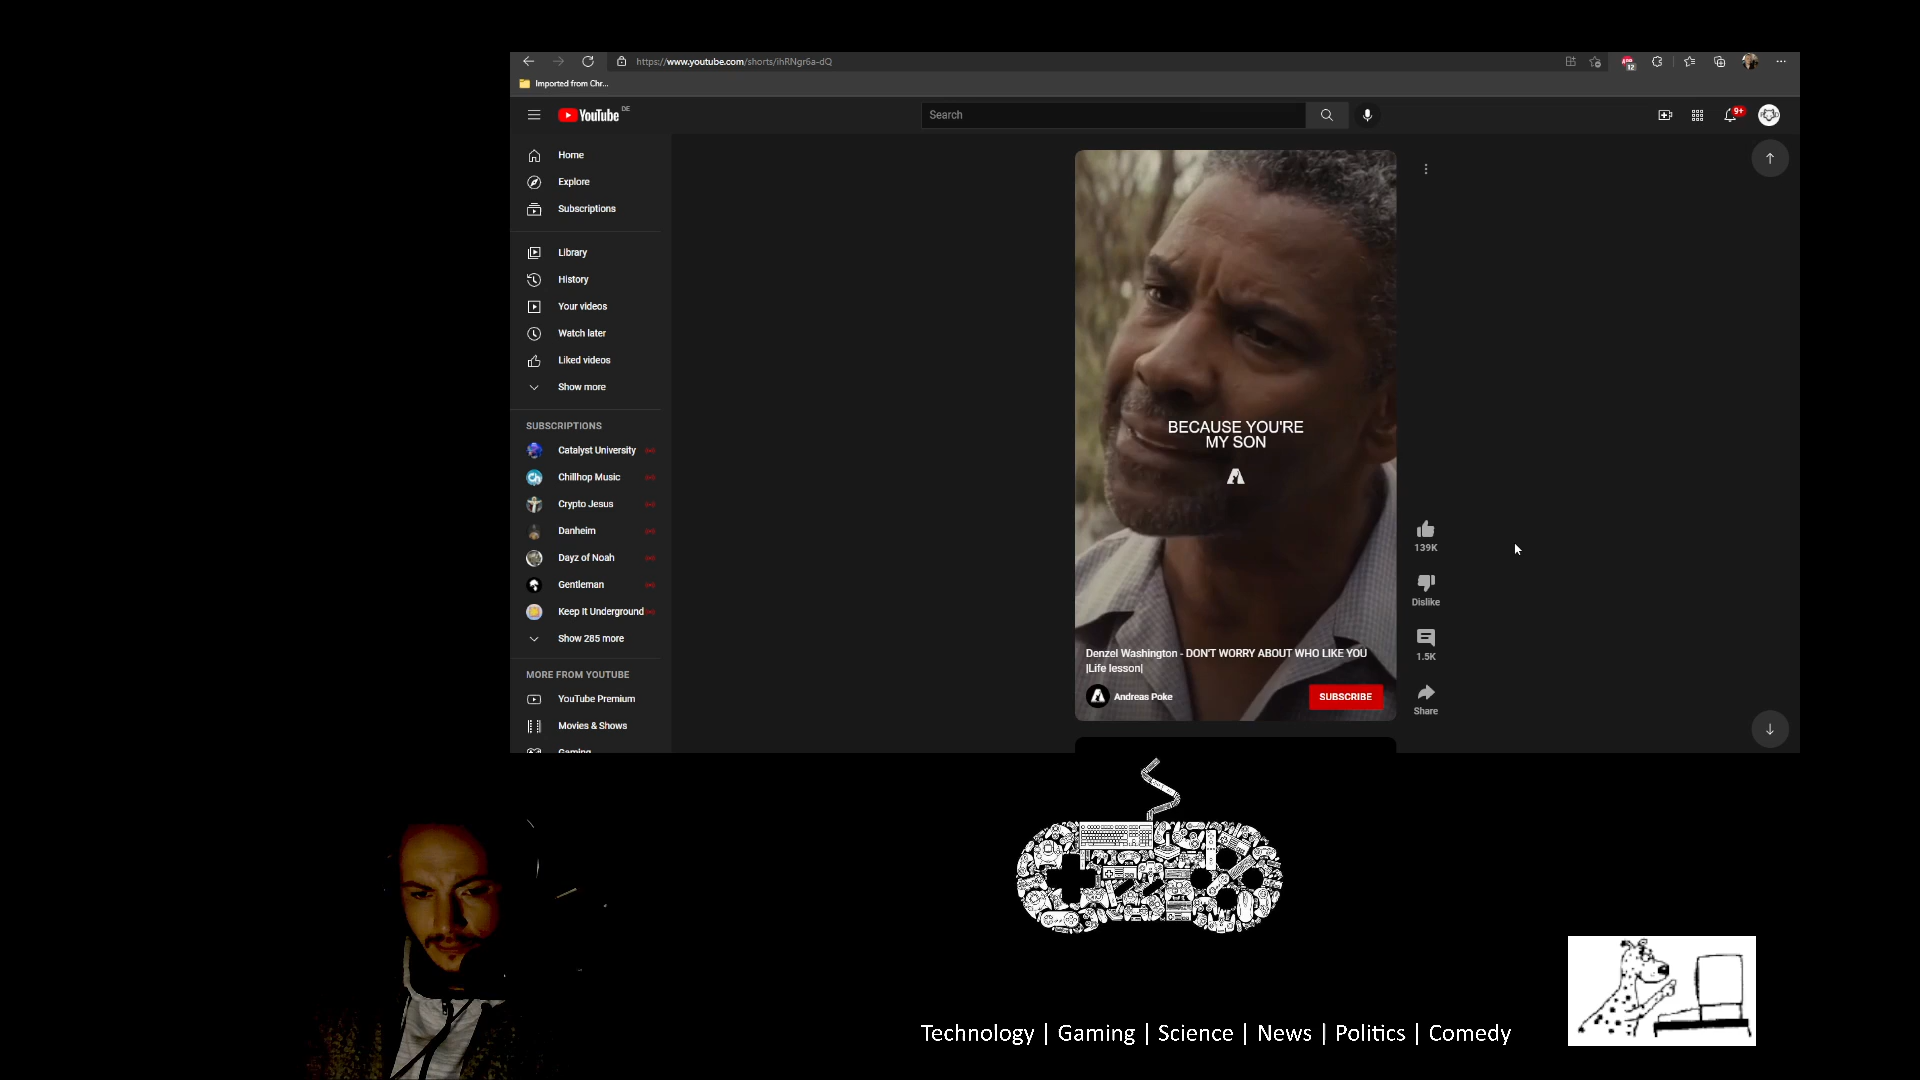 https://www.youtube.com/shorts/ihRNgr6a-dQ
12
Imported from Chr...
YouTube DE
Search
9+
Home
Explore
Subscriptions
Library
History
Your videos
Watch later
Liked videos
Show more
SUBSCRIPTIONS
Catalyst University
Chillhop Music
Crypto Jesus
Danheim
Dayz of Noah
Gentleman
Keep It Underground
Show 285 more
MORE FROM YOUTUBE
YouTube Premium
Movies & Shows
Gaming
BECAUSE YOU'RE
MY SON
Denzel Washington - DON'T WORRY ABOUT WHO LIKE YOU
|Life lesson|
Andreas Poke
SUBSCRIBE
139K
Dislike
1.5K
Share
Technology | Gaming | Science | News | Politics | Comedy